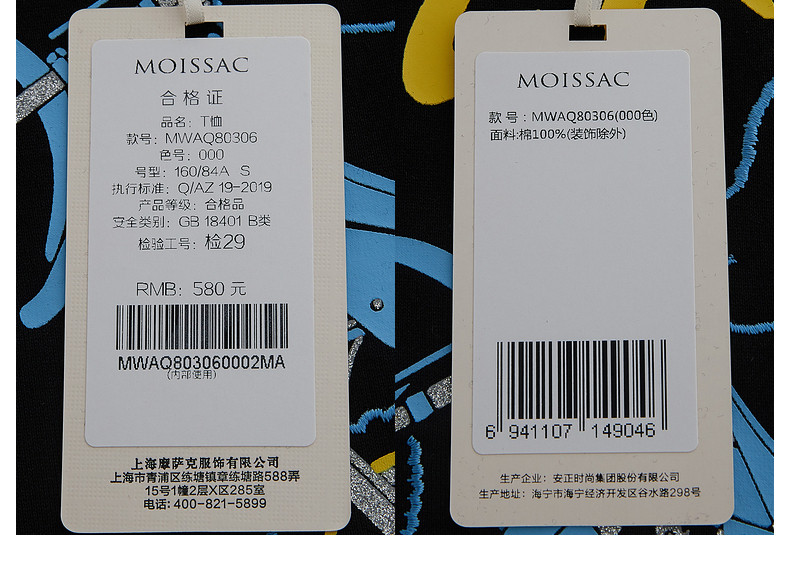 MOISSAC
合格证
品名：T恤
款号：MWAQ80306
色号：000
号型：160/84A S
执行标准：Q/AZ 19-2019
产品等级：合格品
安全类别：GB 18401 B类
检验工号：检29
RMB：580 元
MWAQ803060002MA
(内部使用)
上海摩萨克服饰有限公司
上海市青浦区练塘镇章练塘路588弄
15号1幢2层X区285室
电话：400-821-5899
MOISSAC
款 号：MWAQ80306(000色)
面料:棉100%(装饰除外)
6 941107 149046
生产企业：安正时尚集团股份有限公司
生产地址：海宁市海宁经济开发区谷水路298号